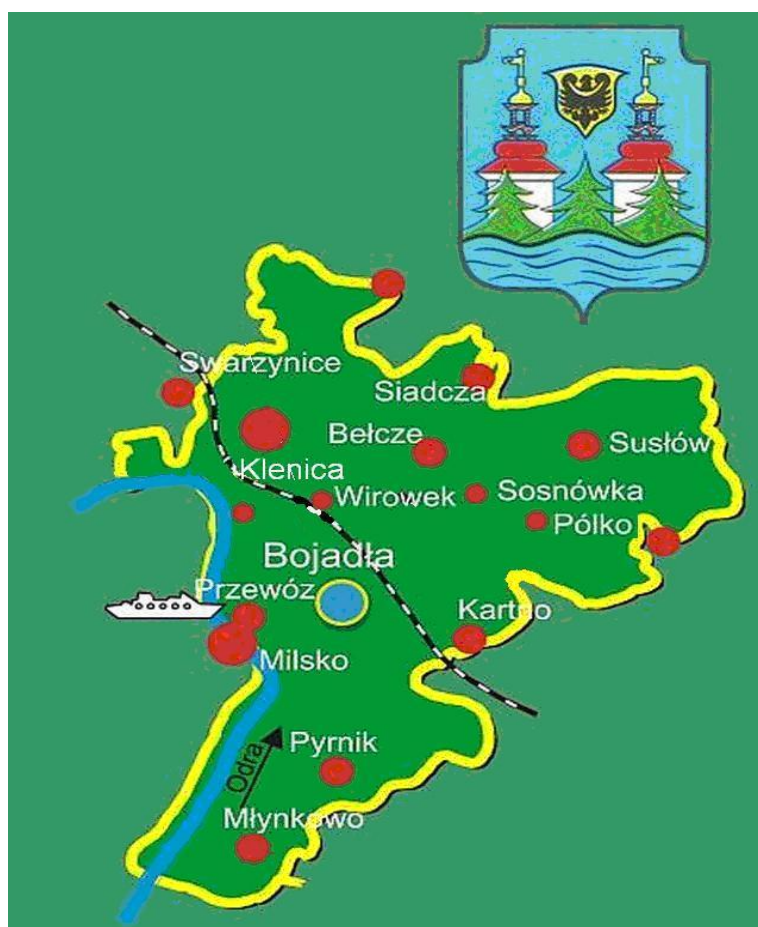 Swarzynice
Siadcza
Bełcze
Susłów
Klenica
Wirowek
Sosnówka
Pólko
Bojadła
Przewóz
Kartno
Milsko
Pyrnik
Odra
Młynkowo